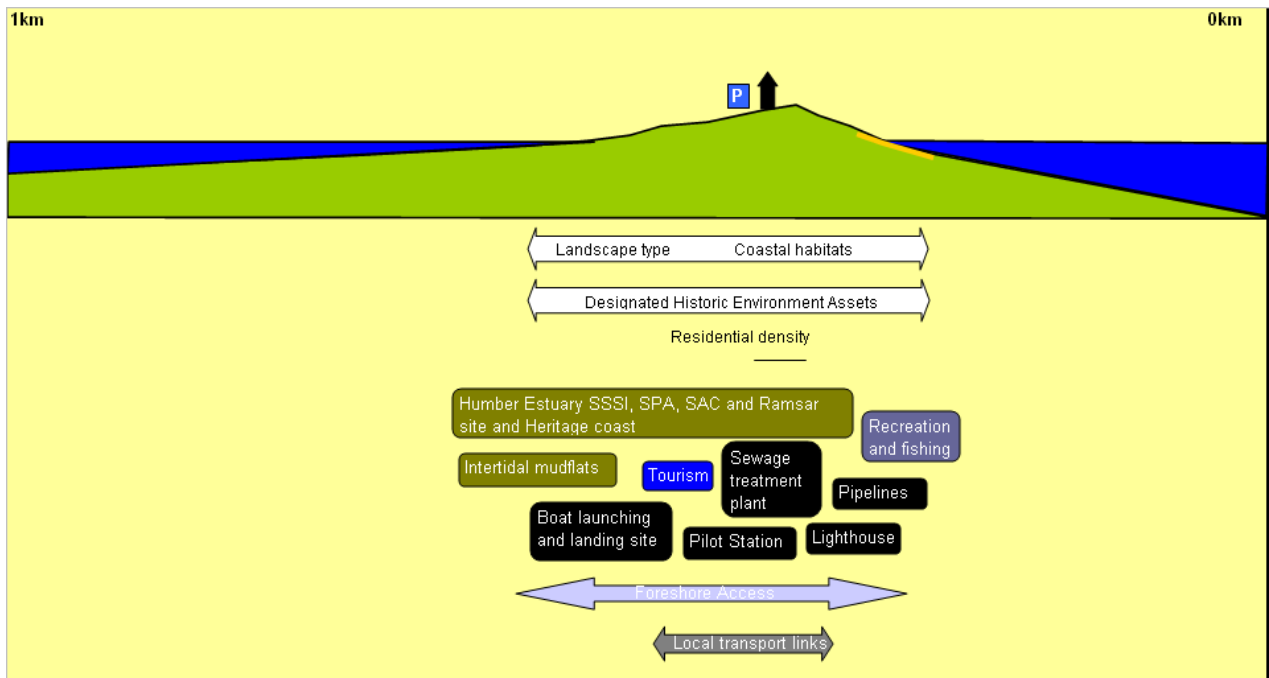 1km
0km
P
Landscape type
Coastal habitats
Designated Historic Environment Assets
Residential density
Humber Estuary SSSI, SPA, SAC and Ramsar
site and Heritage coast
Recreation
and fishing
Intertidal mudflats
Tourism
Sewage
treatment
plant
Pipelines
Boat launching
and landing site
Pilot Station
Lighthouse
Foreshore Access
Local transport links